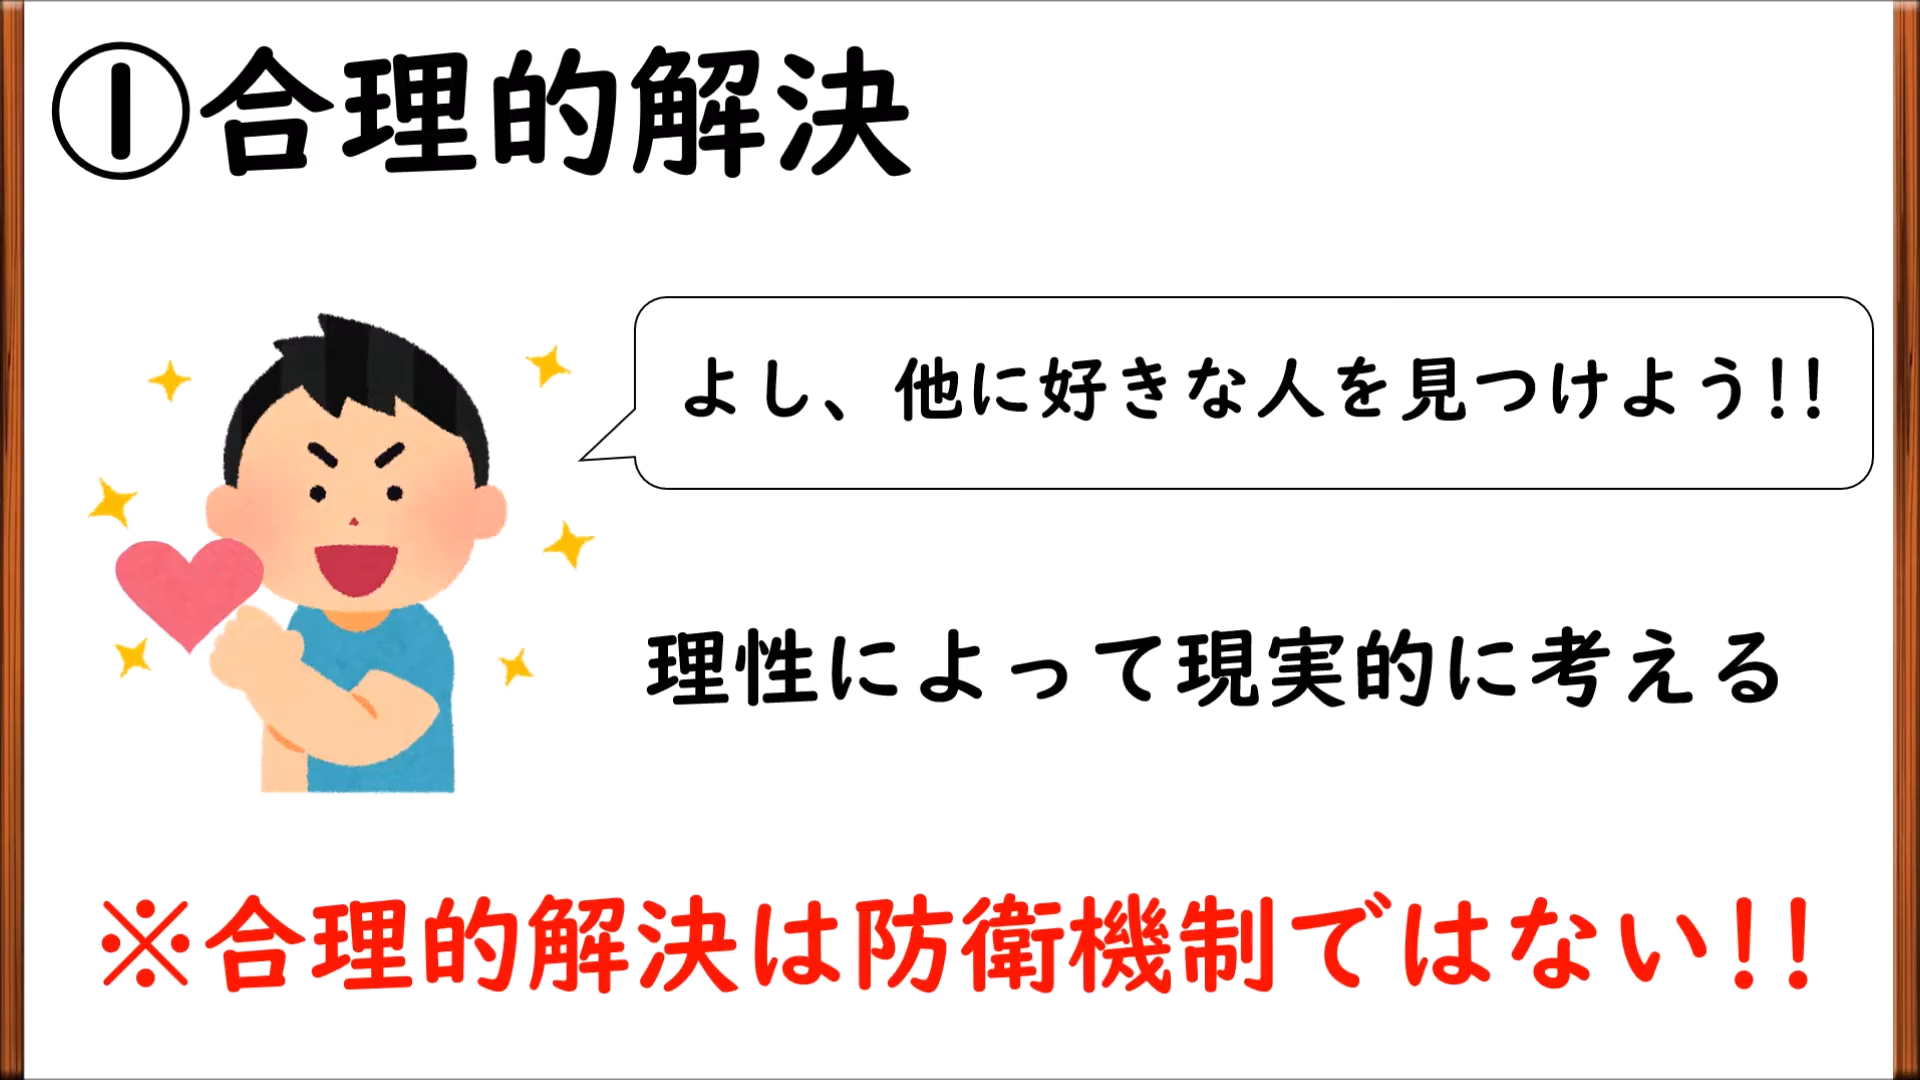 ①合理的解決
よし、他に好きな人を見つけよう!!
理性によって現実的に考える
※合理的解決は防衛機制ではない!!